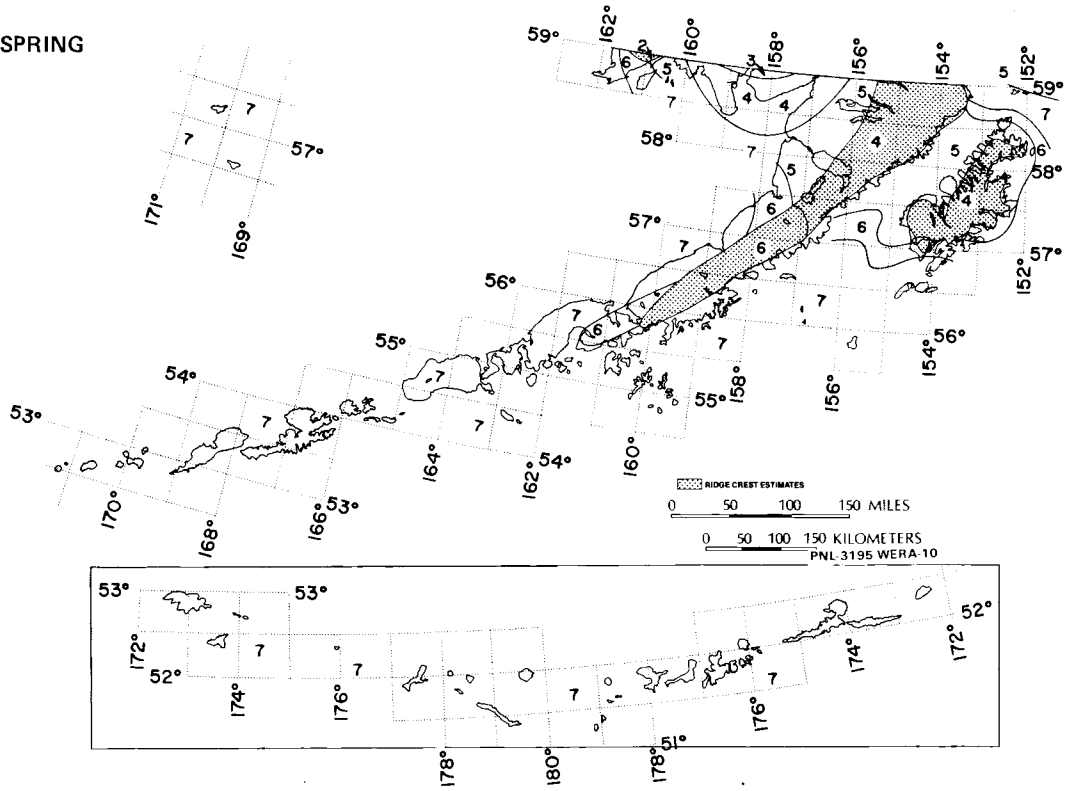 SPRING
59° 162° 160° 158° 156° 154° 152°
2 3 5 59°
6 5 4 4 5 7
7 7
58° 7 4 5 6
58°
171° 7 57° 7
169°
5 4
57° 6 6 57°
7 6 152°
56° 7 7
6 56°
55° 7 158° 156° 154°
54° 7 55°
53° 7 164° 7 160°
162° 54°
170° 168° 166° 53°
RIDGE CREST ESTIMATES
0 50 100 150 MILES
0 50 100 150 KILOMETERS
PNL-3195 WERA-10
53° 53°
52°
172° 7 7 7 7 174° 172°
52° 174° 176° 176°
178° 180° 178° 51°